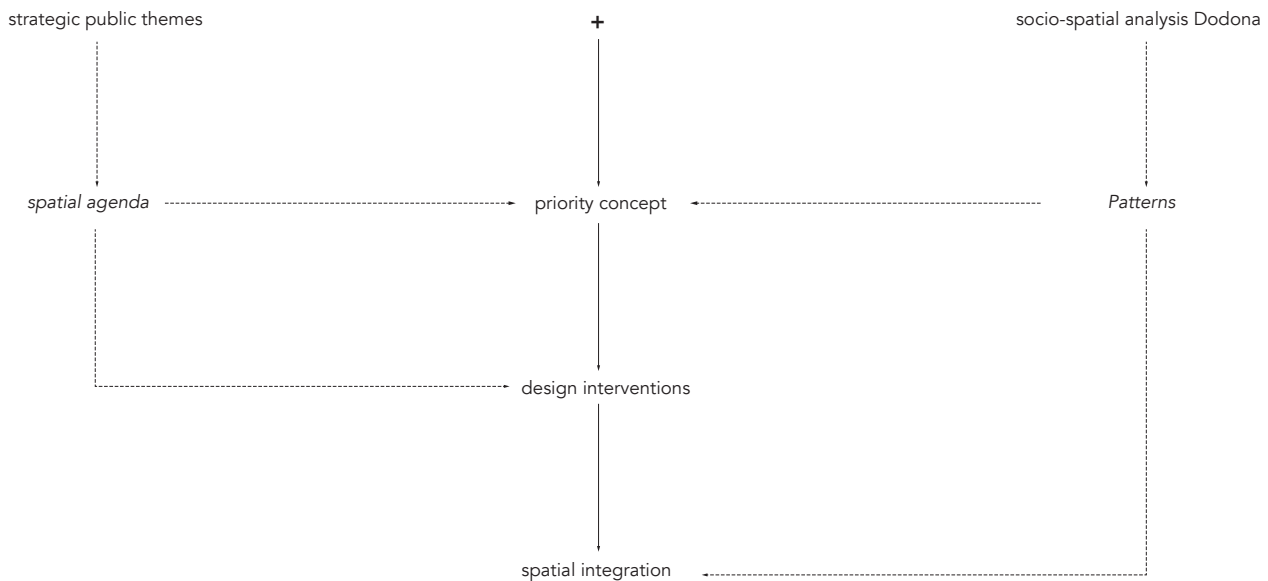 strategic public themes
+
socio-spatial analysis Dodona
spatial agenda
priority concept
Patterns
design interventions
spatial integration